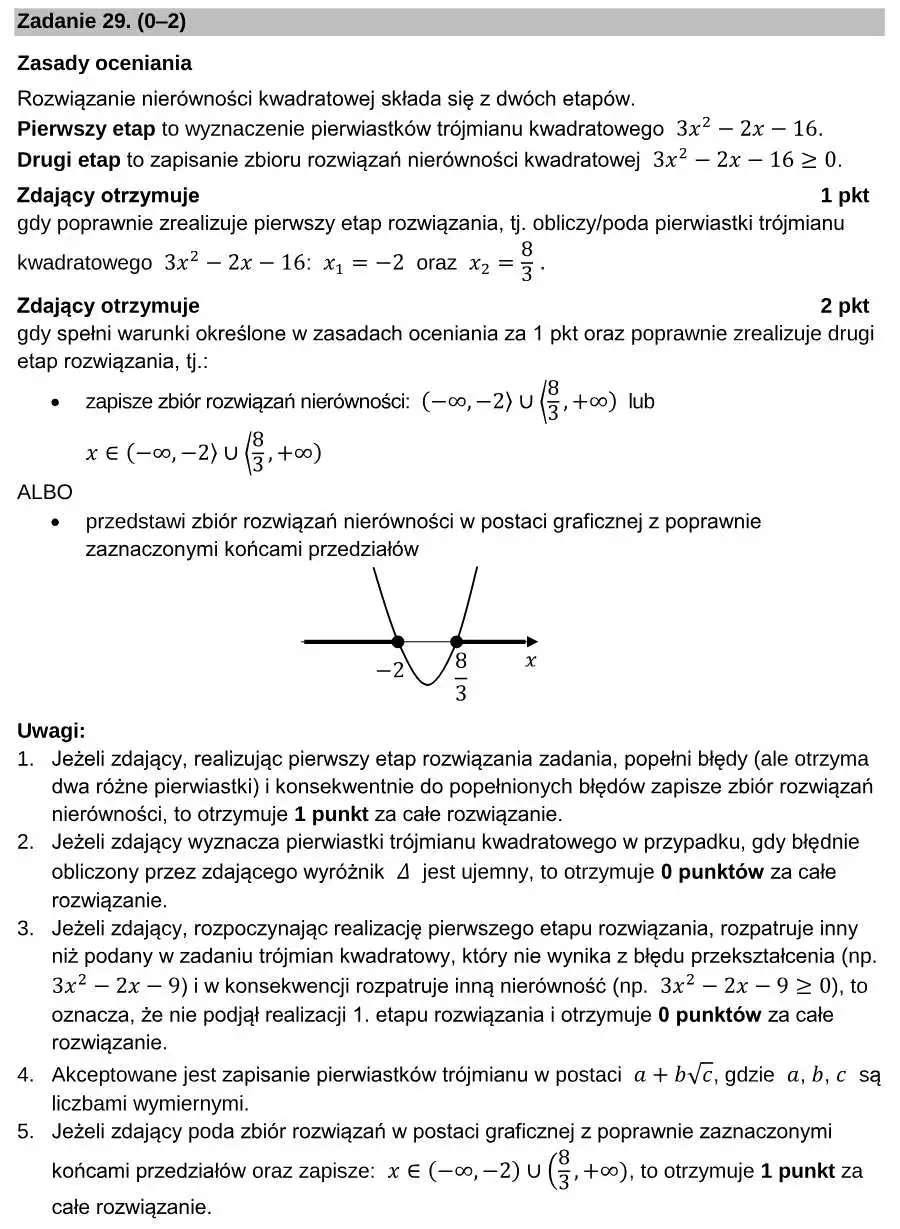 Zadanie 29. (0–2)
Zasady oceniania
Rozwiązanie nierówności kwadratowej składa się z dwóch etapów.
Pierwszy etap to wyznaczenie pierwiastków trójmianu kwadratowego 3x² − 2x − 16.
Drugi etap to zapisanie zbioru rozwiązań nierówności kwadratowej 3x² − 2x − 16 ≥ 0.
Zdający otrzymuje 1 pkt
gdy poprawnie zrealizuje pierwszy etap rozwiązania, tj. obliczy/poda pierwiastki trójmianu
kwadratowego 3x² − 2x − 16: x₁ = −2 oraz x₂ = 8/3 .
Zdający otrzymuje 2 pkt
gdy spełni warunki określone w zasadach oceniania za 1 pkt oraz poprawnie zrealizuje drugi
etap rozwiązania, tj.:
• zapisze zbiór rozwiązań nierówności: (−∞, −2⟩ ∪ ⟨8/3, +∞) lub
x ∈ (−∞, −2⟩ ∪ ⟨8/3, +∞)
ALBO
• przedstawi zbiór rozwiązań nierówności w postaci graficznej z poprawnie
zaznaczonymi końcami przedziałów
−2 8/3 x
Uwagi:
1. Jeżeli zdający, realizując pierwszy etap rozwiązania zadania, popełni błędy (ale otrzyma
dwa różne pierwiastki) i konsekwentnie do popełnionych błędów zapisze zbiór rozwiązań
nierówności, to otrzymuje 1 punkt za całe rozwiązanie.
2. Jeżeli zdający wyznacza pierwiastki trójmianu kwadratowego w przypadku, gdy błędnie
obliczony przez zdającego wyróżnik Δ jest ujemny, to otrzymuje 0 punktów za całe
rozwiązanie.
3. Jeżeli zdający, rozpoczynając realizację pierwszego etapu rozwiązania, rozpatruje inny
niż podany w zadaniu trójmian kwadratowy, który nie wynika z błędu przekształcenia (np.
3x² − 2x − 9) i w konsekwencji rozpatruje inną nierówność (np. 3x² − 2x − 9 ≥ 0), to
oznacza, że nie podjął realizacji 1. etapu rozwiązania i otrzymuje 0 punktów za całe
rozwiązanie.
4. Akceptowane jest zapisanie pierwiastków trójmianu w postaci a + b√c, gdzie a, b, c są
liczbami wymiernymi.
5. Jeżeli zdający poda zbiór rozwiązań w postaci graficznej z poprawnie zaznaczonymi
końcami przedziałów oraz zapisze: x ∈ (−∞, −2) ∪ (8/3, +∞), to otrzymuje 1 punkt za
całe rozwiązanie.